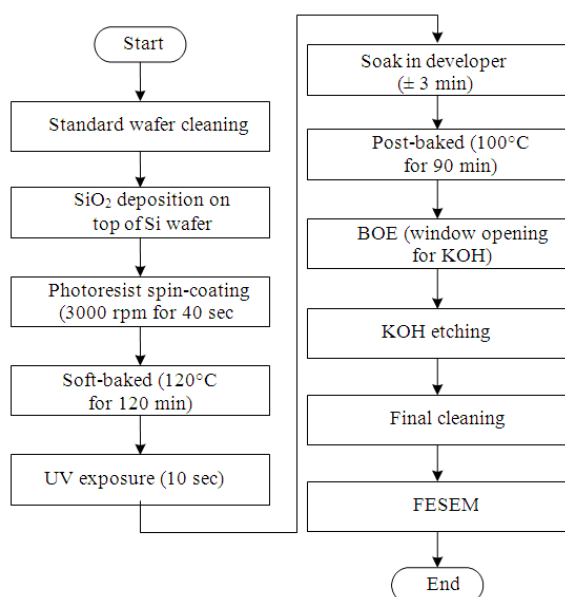 Start
Standard wafer cleaning
SiO₂ deposition on
top of Si wafer
Photoresist spin-coating
(3000 rpm for 40 sec
Soft-baked (120°C
for 120 min)
UV exposure (10 sec)
Soak in developer
(± 3 min)
Post-baked (100°C
for 90 min)
BOE (window opening
for KOH)
KOH etching
Final cleaning
FESEM
End